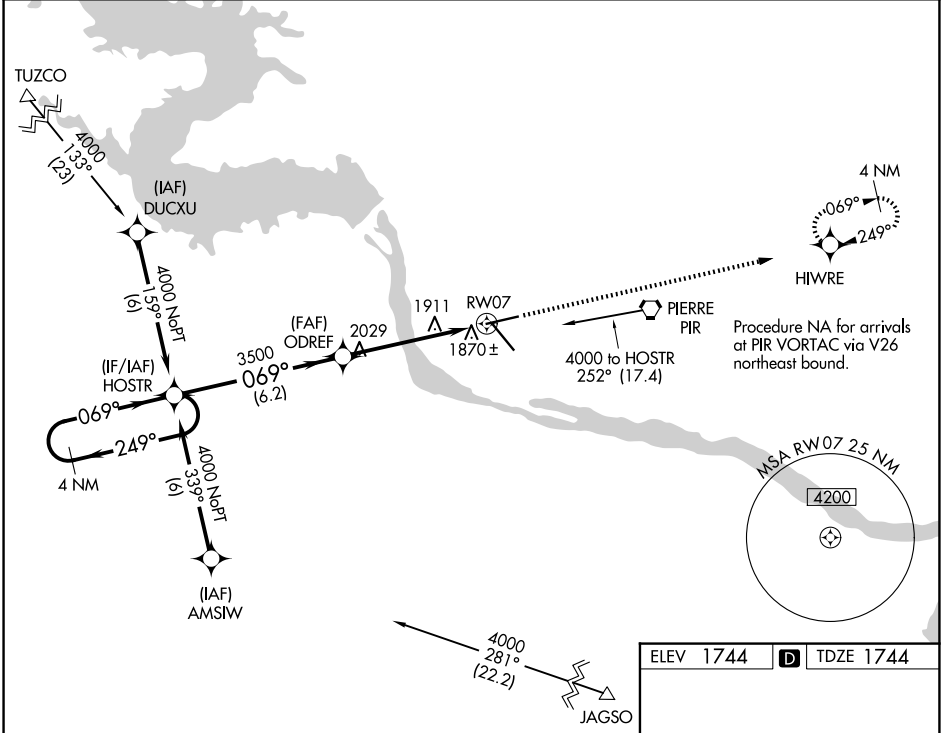 TUZCO
4000
133°
(23)
(IAF)
DUCXU
4000 NoPT
159°
(6)
4 NM
069°
249°
HIWRE
1911
RW07
(FAF)
ODREF
2029
1870 ±
PIERRE
PIR
4000 to HOSTR
252° (17.4)
Procedure NA for arrivals
at PIR VORTAC via V26
northeast bound.
(IF/IAF)
HOSTR
3500
069°
(6.2)
069°
249°
4 NM
4000 NoPT
339°
(6)
(IAF)
AMSIW
MSA RW07 25 NM
4200
4000
281°
(22.2)
JAGSO
ELEV 1744 D TDZE 1744